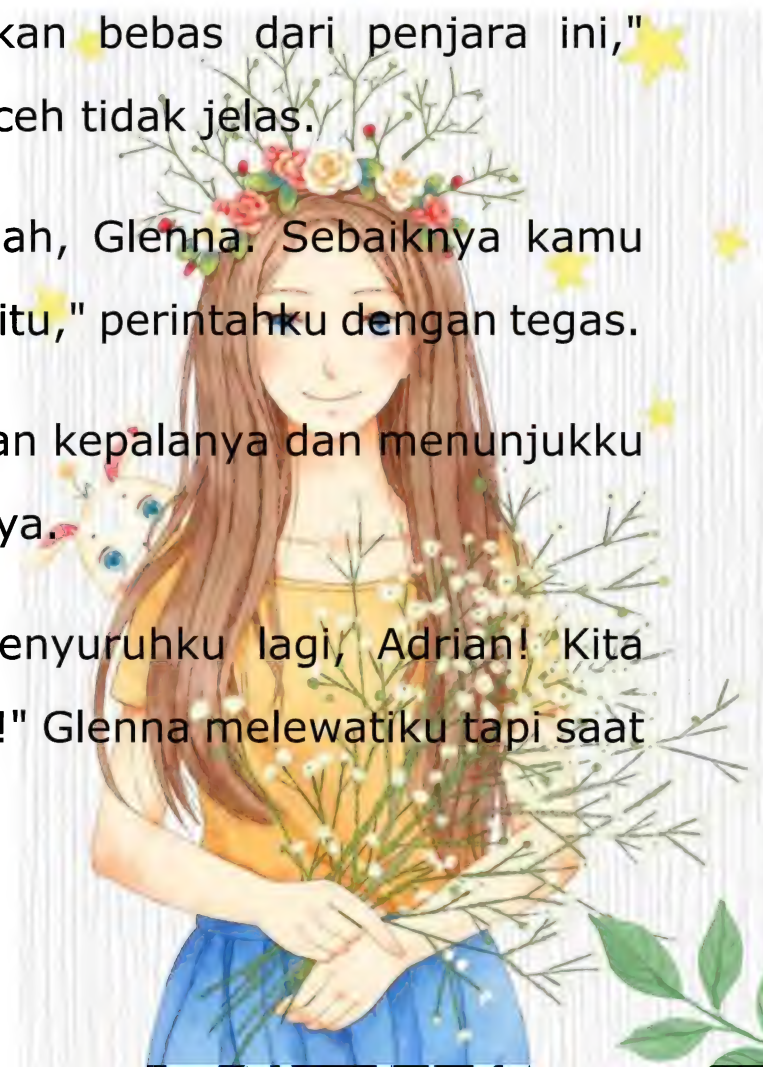 kan bebas dari penjara ini,"
ceh tidak jelas.
ah, Glenna. Sebaiknya kamu
itu," perintahku dengan tegas.
an kepalanya dan menunjukku
ya.
enyuruhku lagi, Adrian! Kita
!" Glenna melewatiku tapi saat